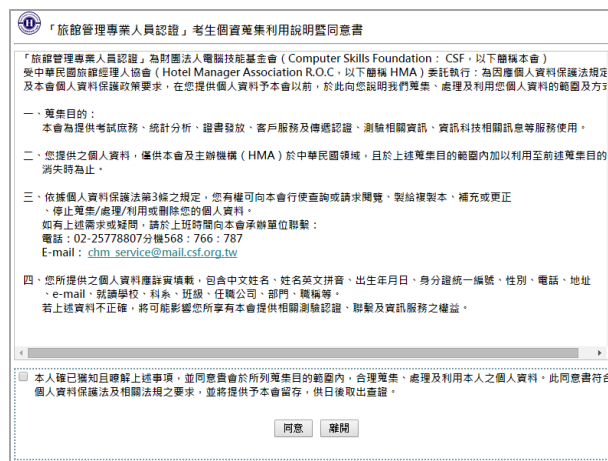 「旅館管理專業人員認證」考生個資蒐集利用說明暨同意書
「旅館管理專業人員認證」為財團法人電腦技能基金會（Computer Skills Foundation： CSF，以下簡稱本會）
受中華民國旅館經理人協會（Hotel Manager Association R.O.C，以下簡稱 HMA）委託執行；為因應個人資料保護法規定
及本會個人資料保護政策要求，在您提供個人資料予本會以前，於此向您說明我們蒐集、處理及利用您個人資料的範圍及方式
一、蒐集目的：
本會為提供考試庶務、統計分析、證書發放、客戶服務及傳遞認證、測驗相關資訊、資訊科技相關訊息等服務使用。
二、您提供之個人資料，僅供本會及主辦機構（HMA）於中華民國領域，且於上述蒐集目的範圍內加以利用至前述蒐集目的
消失時為止。
三、依據個人資料保護法第3條之規定，您有權可向本會行使查詢或請求閱覽、製給複製本、補充或更正
、停止蒐集/處理/利用或刪除您的個人資料。
如有上述需求或疑問，請於上班時間向本會承辦單位聯繫：
電話：02-25778807分機568；766；787
E-mail： chm_service@mail.csf.org.tw
四、您所提供之個人資料應詳實填載，包含中文姓名、姓名英文拼音、出生年月日、身分證統一編號、性別、電話、地址
、e-mail、就讀學校、科系、班級、任職公司、部門、職稱等。
若上述資料不正確，將可能影響您所享有本會提供相關測驗認證、聯繫及資訊服務之權益。
本人確已獲知且瞭解上述事項，並同意貴會於所列蒐集目的範圍內，合理蒐集、處理及利用本人之個人資料。此同意書符合
個人資料保護法及相關法規之要求，並將提供予本會留存，供日後取出查證。
同意 離開